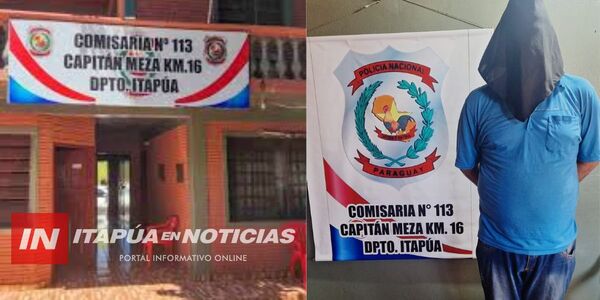 COMISARIA N° 113
CAPITÁN MEZA KM.16
DPTO. ITAPÚA
IN ITAPÚA EN NOTICIAS
PORTAL INFORMATIVO ONLINE
POLICIA NACIONAL
PARAGUAY
COMISARIA N° 113
CAPITÁN MEZA KM. 16
DPTO. ITAPÚA